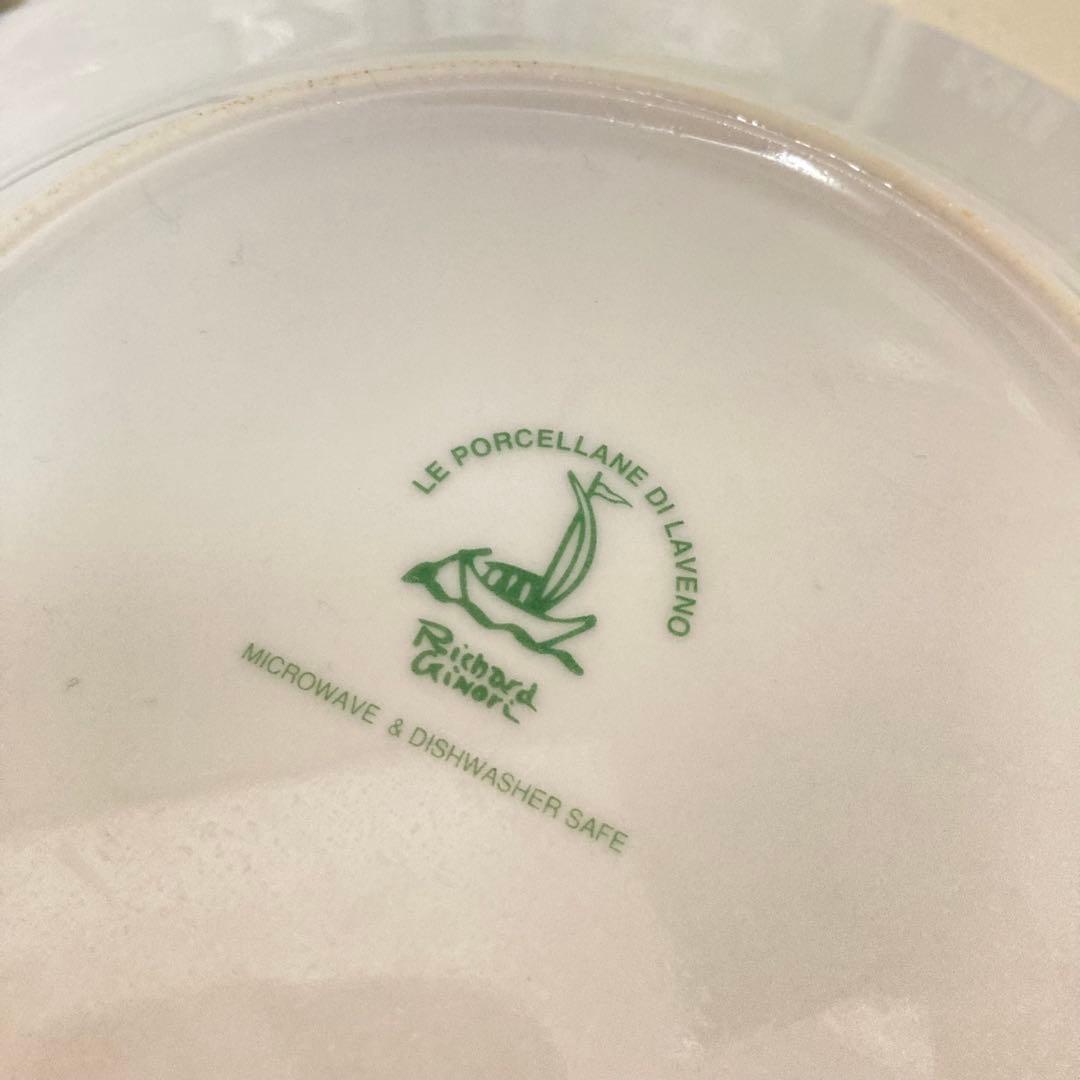 LE PORCELLANE DI LAVENO
Richard
Ginori
MICROWAVE & DISHWASHER SAFE